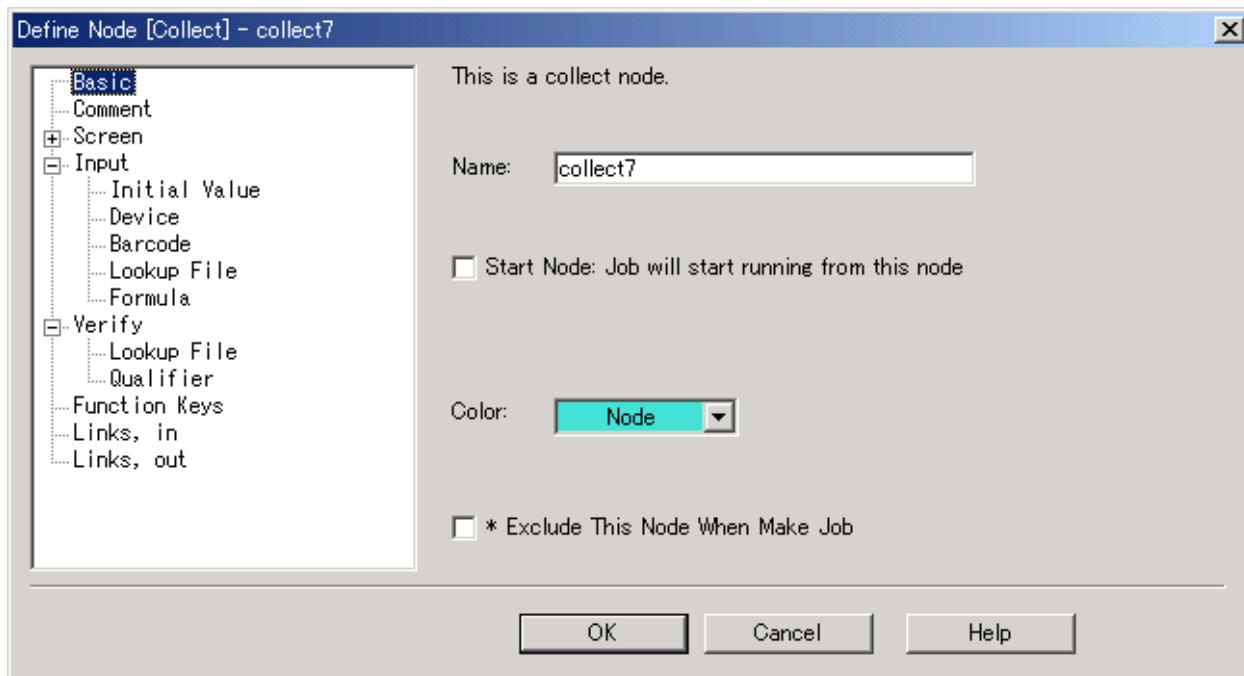 Define Node [Collect] - collect7
Basic
Comment
Screen
Input
Initial Value
Device
Barcode
Lookup File
Formula
Verify
Lookup File
Qualifier
Function Keys
Links, in
Links, out
This is a collect node.
Name: collect7
Start Node: Job will start running from this node
Color: Node
* Exclude This Node When Make Job
OK Cancel Help